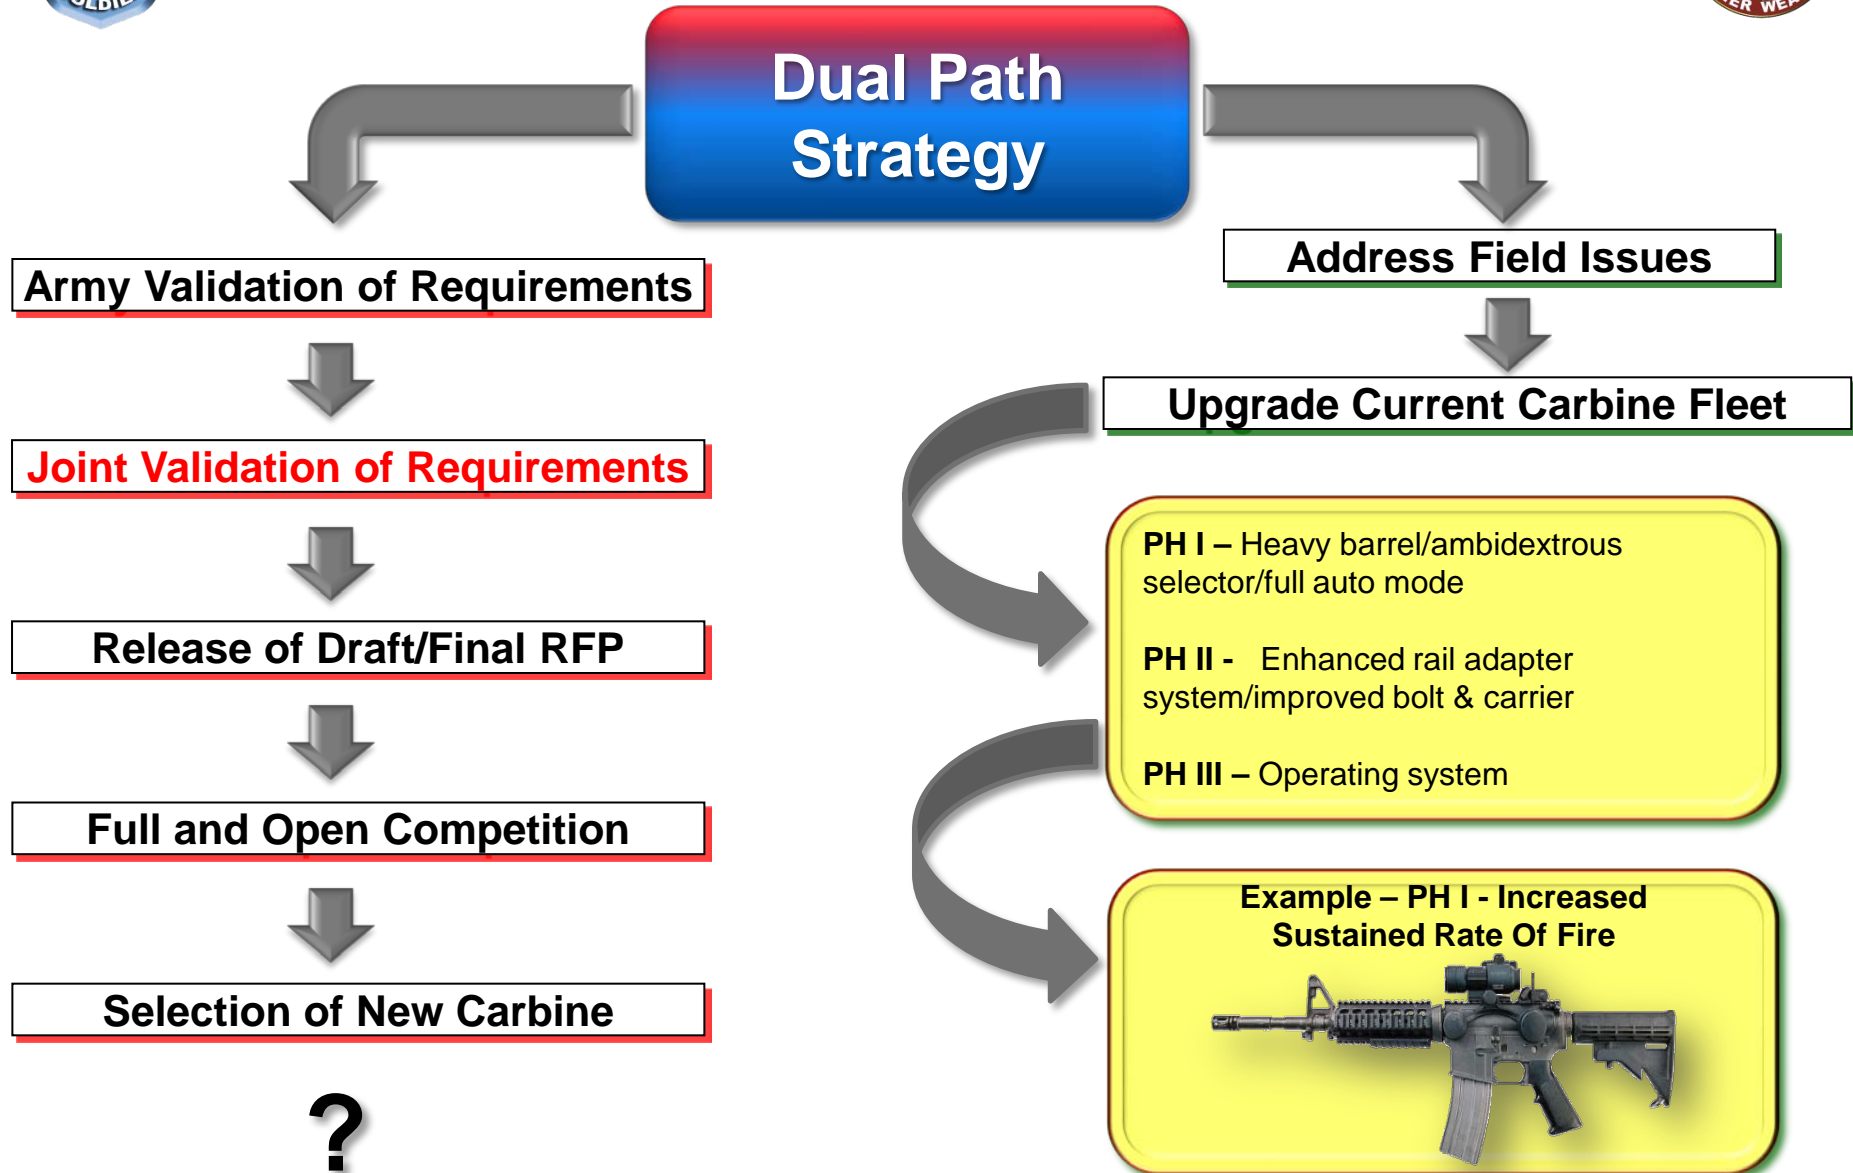 Dual Path
Strategy
Army Validation of Requirements
Joint Validation of Requirements
Release of Draft/Final RFP
Full and Open Competition
Selection of New Carbine
?
Address Field Issues
Upgrade Current Carbine Fleet
PH I – Heavy barrel/ambidextrous
selector/full auto mode
PH II - Enhanced rail adapter
system/improved bolt & carrier
PH III – Operating system
Example – PH I - Increased
Sustained Rate Of Fire